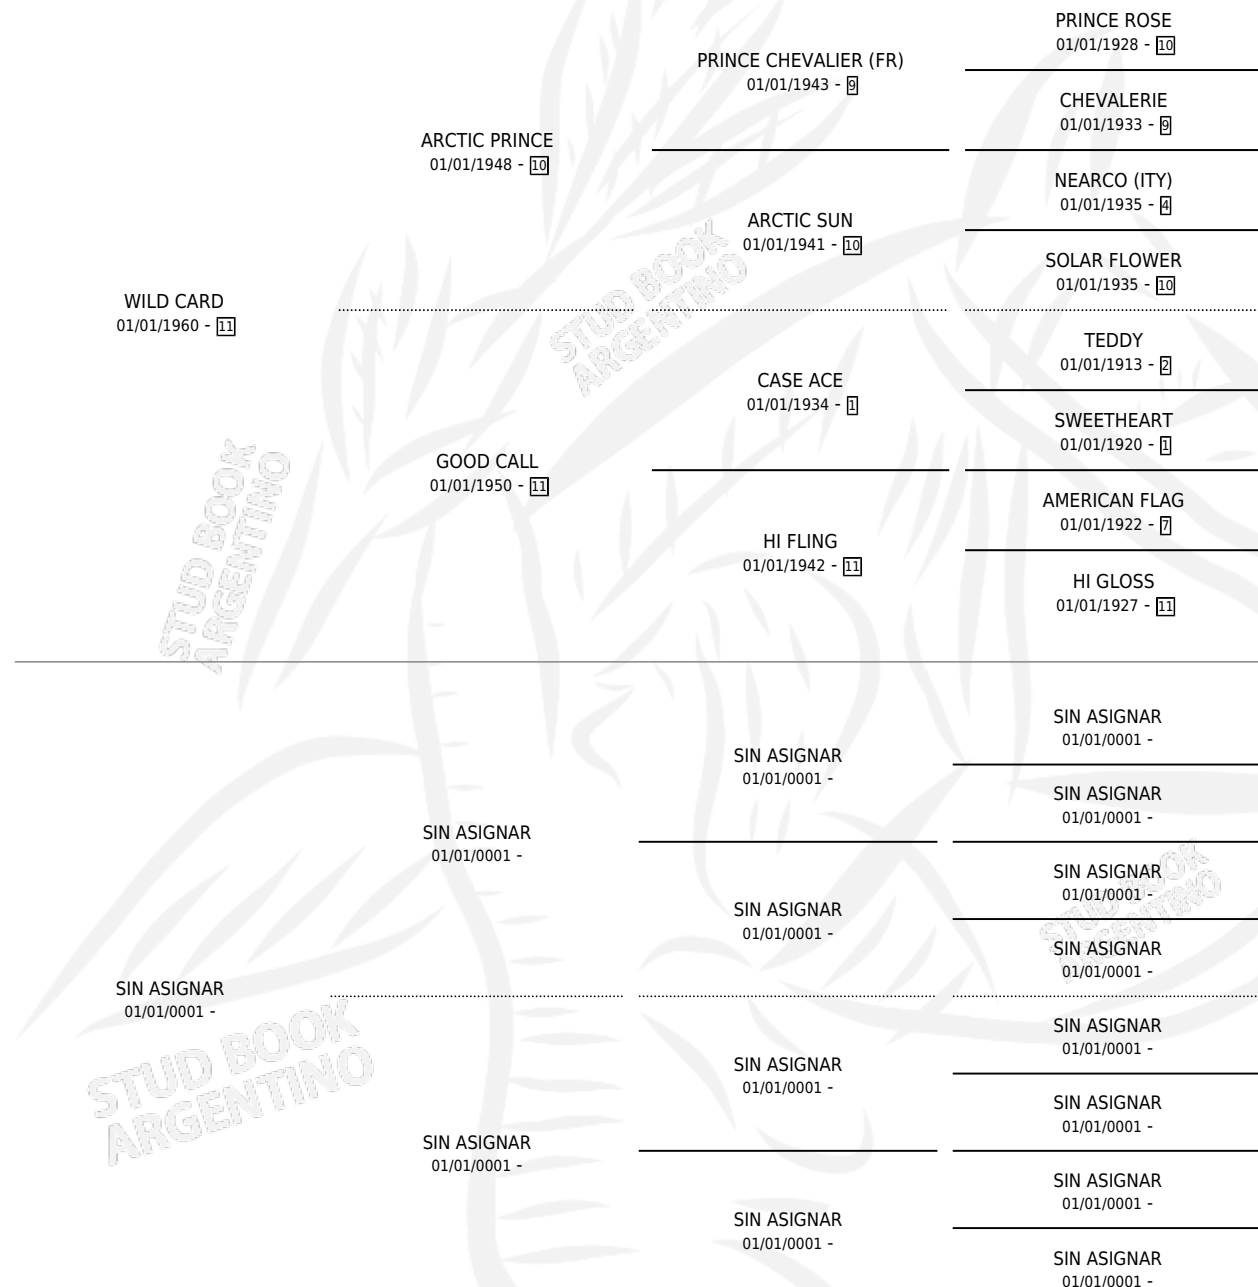 PRINCE ROSE
01/01/1928 - 10
PRINCE CHEVALIER (FR)
01/01/1943 - 9
CHEVALERIE
01/01/1933 - 9
ARCTIC PRINCE
01/01/1948 - 10
NEARCO (ITY)
01/01/1935 - 4
ARCTIC SUN
01/01/1941 - 10
SOLAR FLOWER
01/01/1935 - 10
WILD CARD
01/01/1960 - 11
STUD BOOK
ARGENTINO
TEDDY
01/01/1913 - 2
CASE ACE
01/01/1934 - 1
SWEETHEART
01/01/1920 - 1
GOOD CALL
01/01/1950 - 11
AMERICAN FLAG
01/01/1922 - 7
HI FLING
01/01/1942 - 11
HI GLOSS
01/01/1927 - 11
STUD BOOK
ARGENTINO
SIN ASIGNAR
01/01/0001 -
SIN ASIGNAR
01/01/0001 -
SIN ASIGNAR
01/01/0001 -
SIN ASIGNAR
01/01/0001 -
SIN ASIGNAR
01/01/0001 -
SIN ASIGNAR
01/01/0001 -
SIN ASIGNAR
01/01/0001 -
STUD BOOK
ARGENTINO
SIN ASIGNAR
01/01/0001 -
SIN ASIGNAR
01/01/0001 -
SIN ASIGNAR
01/01/0001 -
SIN ASIGNAR
01/01/0001 -
STUD BOOK
ARGENTINO
SIN ASIGNAR
01/01/0001 -
SIN ASIGNAR
01/01/0001 -
SIN ASIGNAR
01/01/0001 -
SIN ASIGNAR
01/01/0001 -